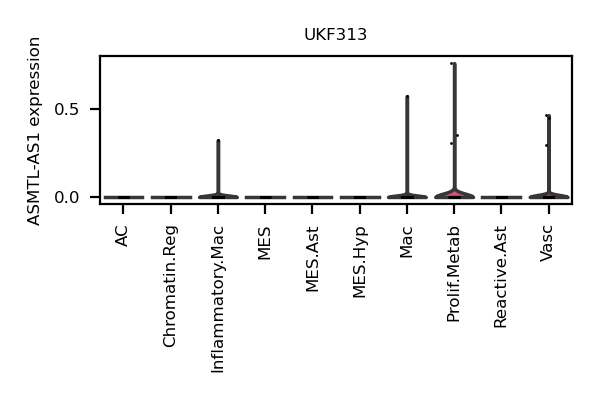 UKF313
ASMTL-AS1 expression
0.5
0.0
AC
Chromatin.Reg
Inflammatory.Mac
MES
MES.Ast
MES.Hyp
Mac
Prolif.Metab
Reactive.Ast
Vasc